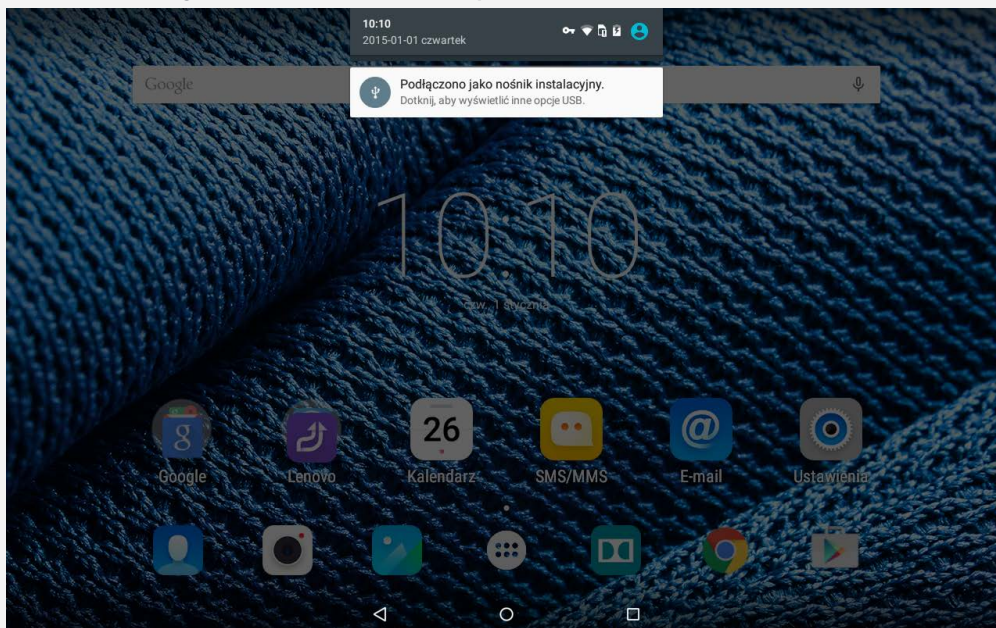 10:10
2015-01-01 czwartek
Google
Podłączono jako nośnik instalacyjny.
Dotknij, aby wyświetlić inne opcje USB.
10:10
czw., 1 stycznia
26
Google
Lenovo
Kalendarz
SMS/MMS
E-mail
Ustawienia